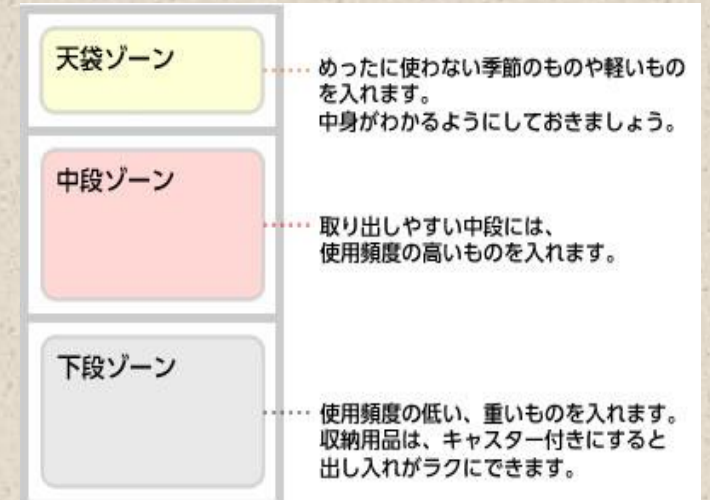 天袋ゾーン
めったに使わない季節のものや軽いもの
を入れます。
中身がわかるようにしておきましょう。
中段ゾーン
取り出しやすい中段には、
使用頻度の高いものを入れます。
下段ゾーン
使用頻度の低い、重いものを入れます。
収納用品は、キャスター付きにすると
出し入れがラクにできます。